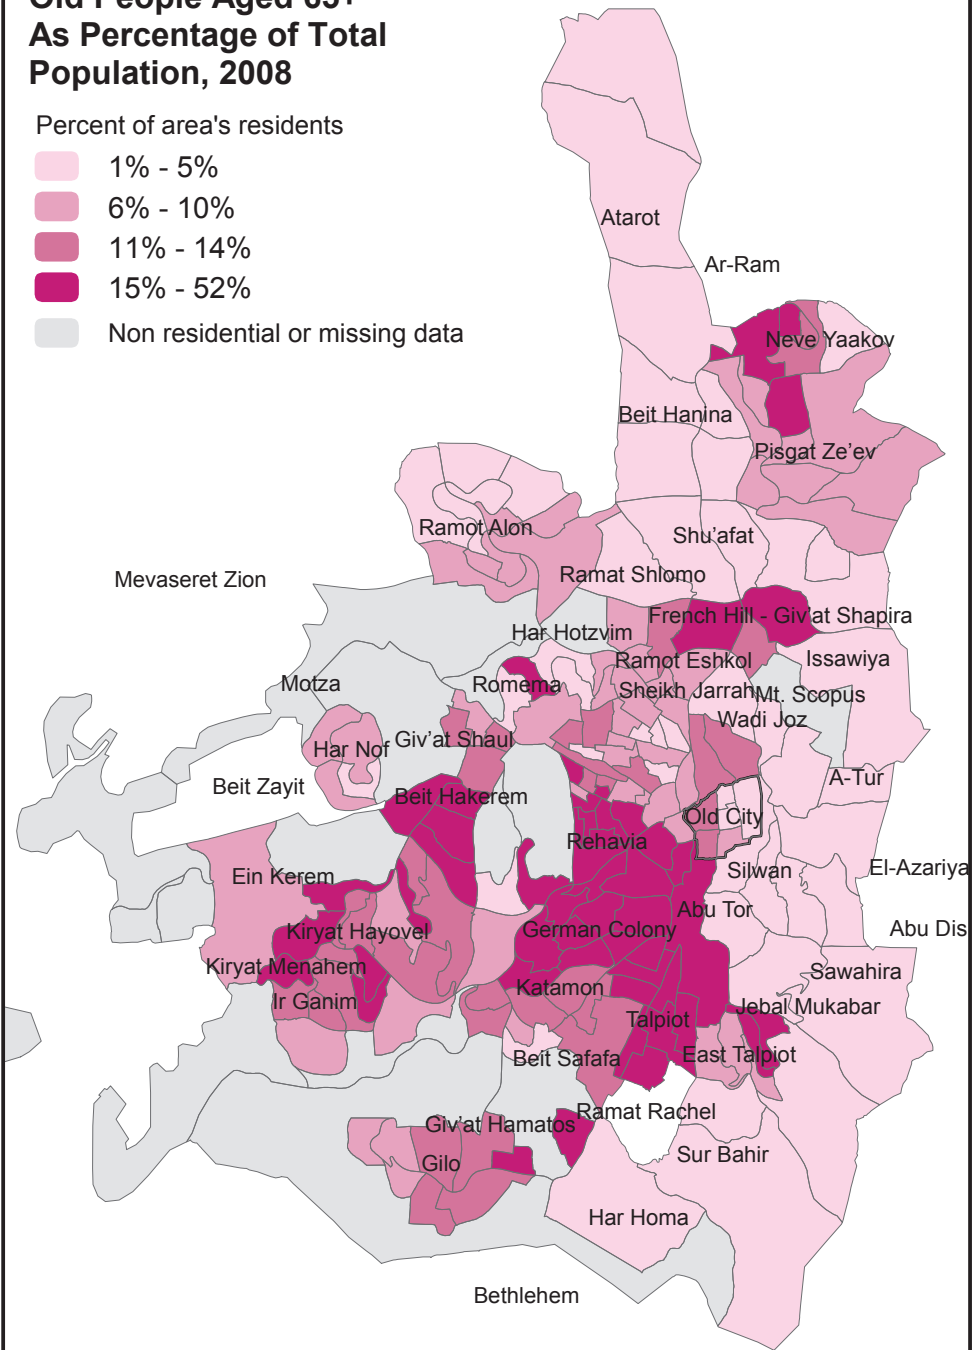 Old People Aged 65+
As Percentage of Total
Population, 2008
Percent of area's residents
1% - 5%
6% - 10%
11% - 14%
15% - 52%
Non residential or missing data
Atarot
Ar-Ram
Neve Yaakov
Beit Hanina
Pisgat Ze'ev
Ramot Alon
Shu'afat
Mevaseret Zion
Ramat Shlomo
French Hill - Giv'at Shapira
Har Hotzvim
Ramot Eshkol
Issawiya
Motza
Romema
Sheikh Jarrah
Mt. Scopus
Wadi Joz
Har Nof
Giv'at Shaul
A-Tur
Beit Zayit
Beit Hakerem
Old City
Rehavia
Ein Kerem
Silwan
El-Azariya
Abu Tor
Kiryat Hayovel
German Colony
Abu Dis
Kiryat Menahem
Sawahira
Ir Ganim
Katamon
Jebal Mukabar
Talpiot
Beit Safafa
East Talpiot
Giv'at Hamatos
Ramat Rachel
Gilo
Sur Bahir
Har Homa
Bethlehem